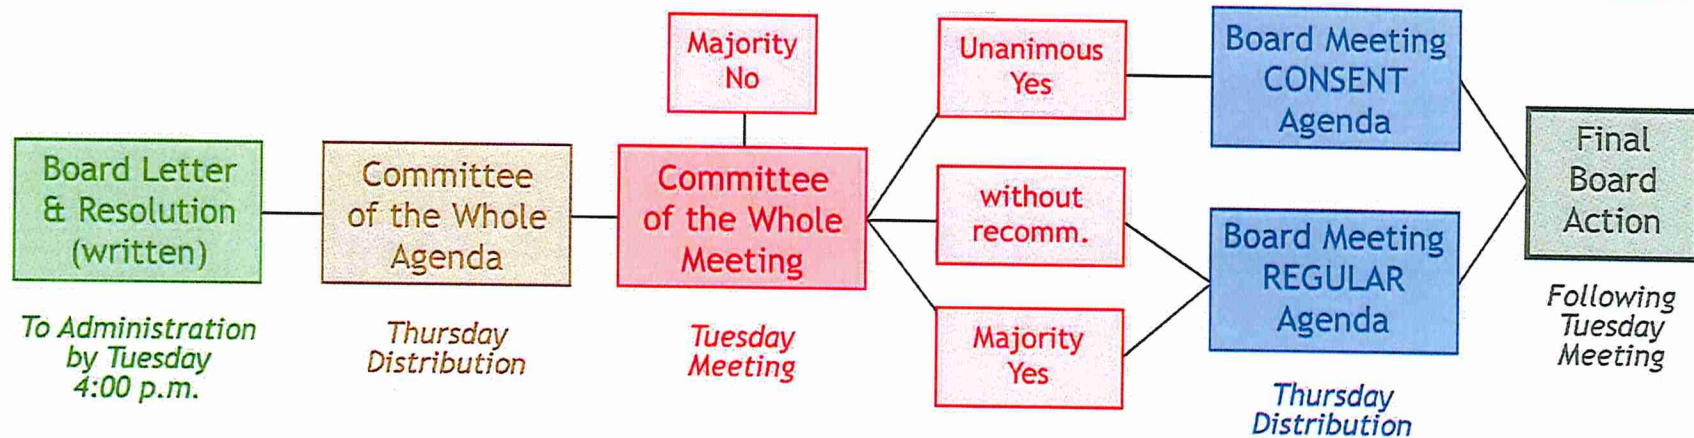 Board Letter
& Resolution
(written)
To Administration
by Tuesday
4:00 p.m.
Committee
of the Whole
Agenda
Thursday
Distribution
Majority
No
Committee
of the Whole
Meeting
Tuesday
Meeting
Unanimous
Yes
without
recomm.
Majority
Yes
Board Meeting
CONSENT
Agenda
Board Meeting
REGULAR
Agenda
Thursday
Distribution
Final
Board
Action
Following
Tuesday
Meeting